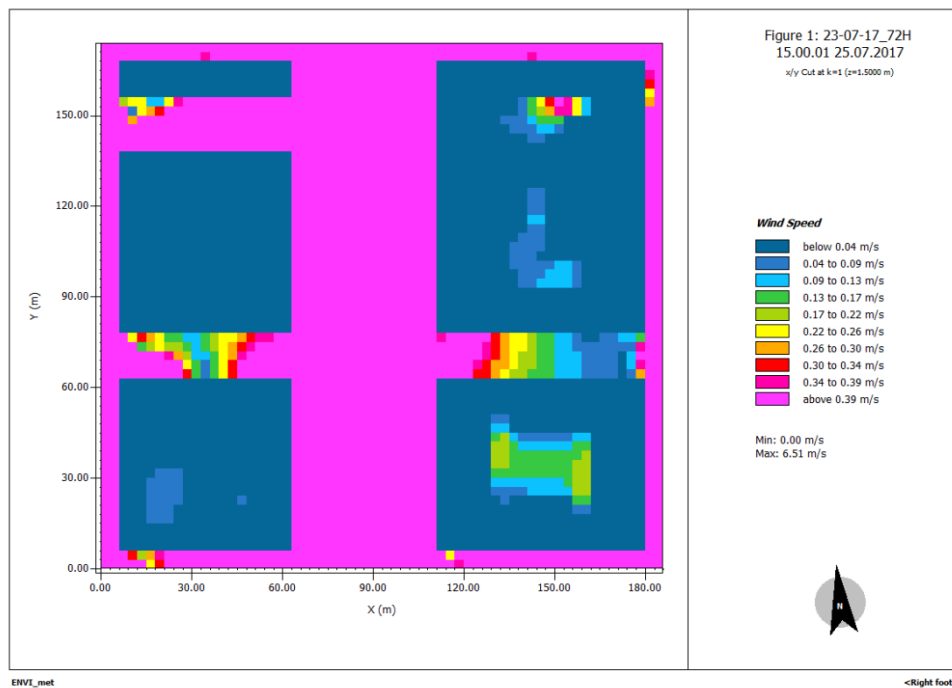 Figure 1: 23-07-17_72H
15.00.01 25.07.2017
x/y Cut at k=1 (z=1.5000 m)
150.00
120.00
90.00
60.00
30.00
0.00
Y (m)
0.00 30.00 60.00 90.00 120.00 150.00 180.00
X (m)
Wind Speed
below 0.04 m/s
0.04 to 0.09 m/s
0.09 to 0.13 m/s
0.13 to 0.17 m/s
0.17 to 0.22 m/s
0.22 to 0.26 m/s
0.26 to 0.30 m/s
0.30 to 0.34 m/s
0.34 to 0.39 m/s
above 0.39 m/s
Min: 0.00 m/s
Max: 6.51 m/s
N
ENVI_met
<Right foot